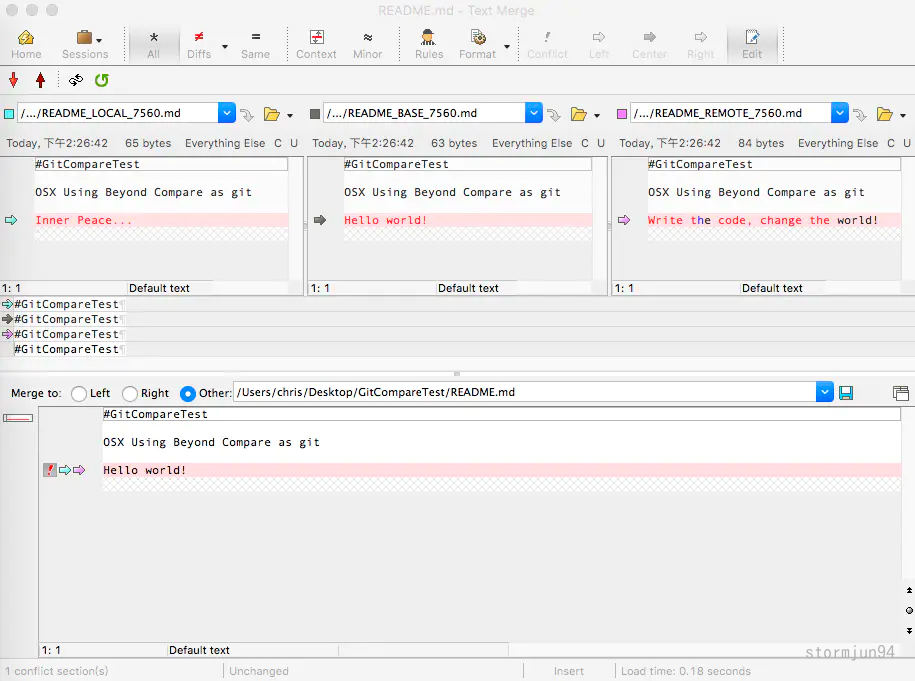 README.md - Text Merge
Home Sessions All Diffs Same Context Minor Rules Format Conflict Left Center Right Edit
/.../README_LOCAL_7560.md /.../README_BASE_7560.md /.../README_REMOTE_7560.md
Today, 下午2:26:42 65 bytes Everything Else C U Today, 下午2:26:42 63 bytes Everything Else C U Today, 下午2:26:42 84 bytes Everything Else C U
#GitCompareTest #GitCompareTest #GitCompareTest
OSX Using Beyond Compare as git OSX Using Beyond Compare as git OSX Using Beyond Compare as git
Inner Peace... Hello world! Write the code, change the world!
1: 1 Default text 1: 1 Default text 1: 1 Default text
#GitCompareTest¶
#GitCompareTest¶
#GitCompareTest¶
#GitCompareTest¶
Merge to: Left Right Other: /Users/chris/Desktop/GitCompareTest/README.md
#GitCompareTest
OSX Using Beyond Compare as git
Hello world!
1: 1 Default text
stormjun94
1 conflict section(s) Unchanged Insert Load time: 0.18 seconds